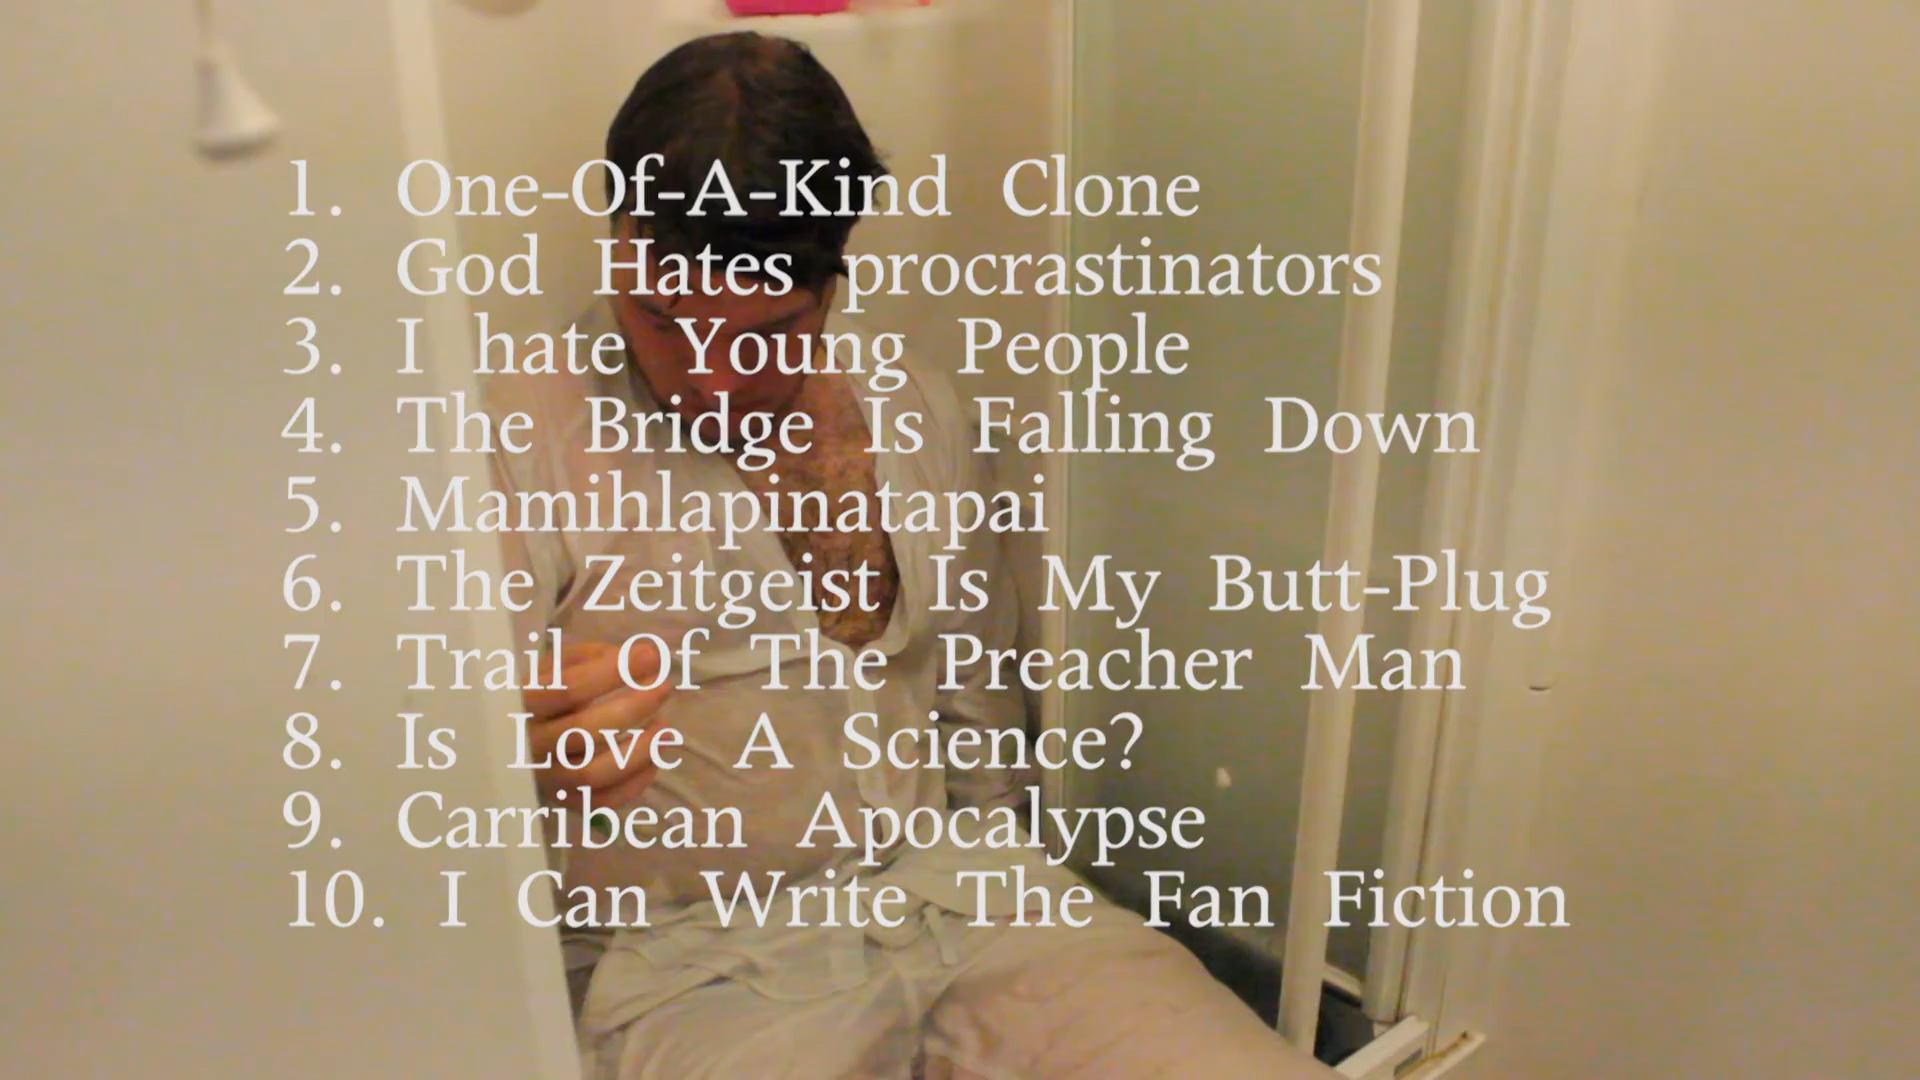 1. One-Of-A-Kind Clone
2. God Hates procrastinators
3. I hate Young People
4. The Bridge Is Falling Down
5. Mamihlapinatapai
6. The Zeitgeist Is My Butt-Plug
7. Trail Of The Preacher Man
8. Is Love A Science?
9. Carribean Apocalypse
10. I Can Write The Fan Fiction